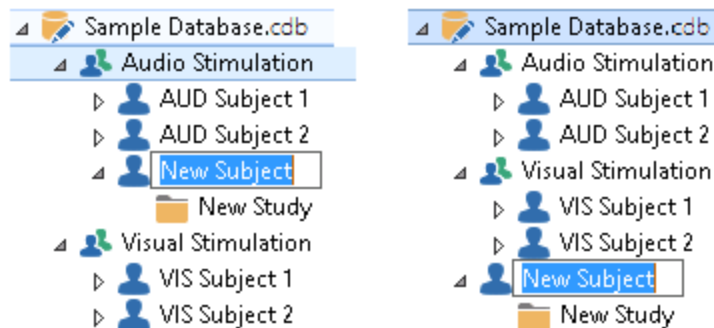 Sample Database.cdb
Audio Stimulation
AUD Subject 1
AUD Subject 2
New Subject
New Study
Visual Stimulation
VIS Subject 1
VIS Subject 2
Sample Database.cdb
Audio Stimulation
AUD Subject 1
AUD Subject 2
Visual Stimulation
VIS Subject 1
VIS Subject 2
New Subject
New Study